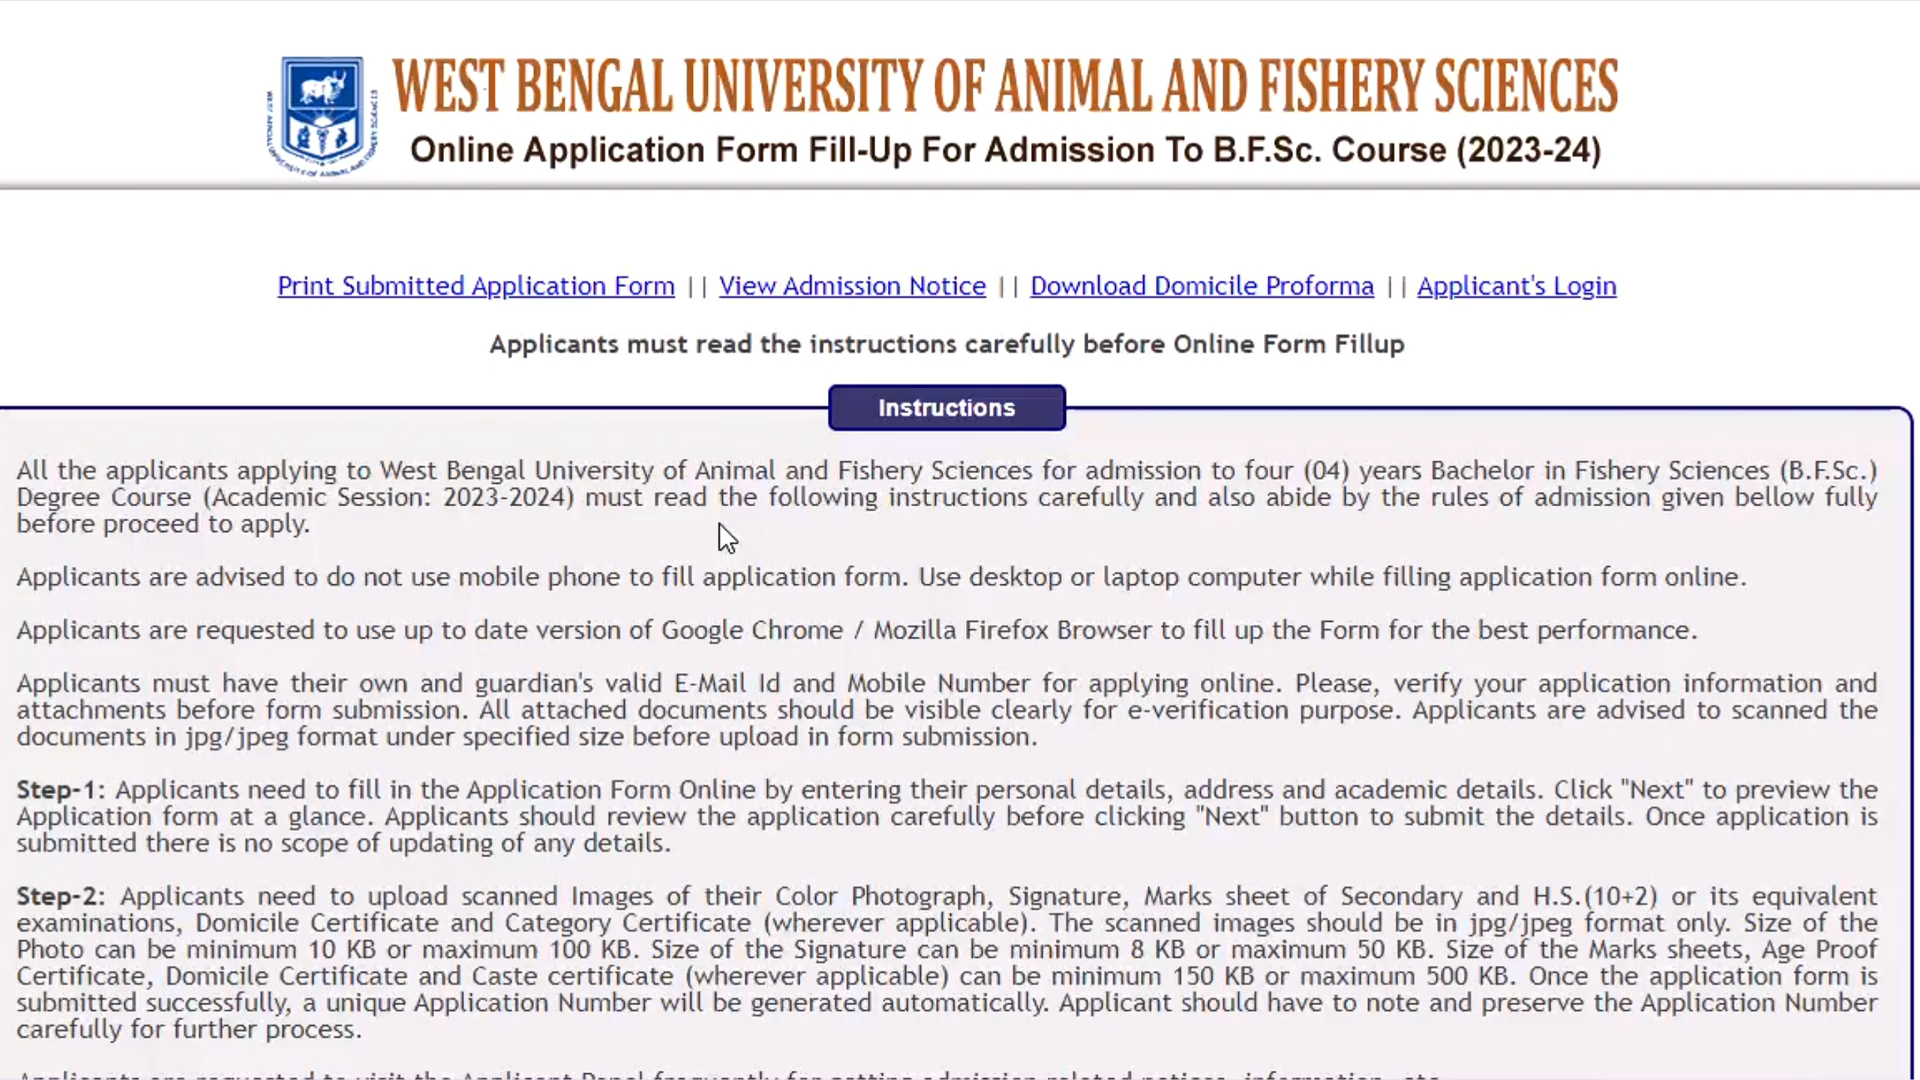 WEST BENGAL UNIVERSITY OF ANIMAL AND FISHERY SCIENCES
Online Application Form Fill-Up For Admission To B.F.Sc. Course (2023-24)
Print Submitted Application Form || View Admission Notice || Download Domicile Proforma || Applicant's Login
Applicants must read the instructions carefully before Online Form Fillup
Instructions
All the applicants applying to West Bengal University of Animal and Fishery Sciences for admission to four (04) years Bachelor in Fishery Sciences (B.F.Sc.)
Degree Course (Academic Session: 2023-2024) must read the following instructions carefully and also abide by the rules of admission given bellow fully
before proceed to apply.
Applicants are advised to do not use mobile phone to fill application form. Use desktop or laptop computer while filling application form online.
Applicants are requested to use up to date version of Google Chrome / Mozilla Firefox Browser to fill up the Form for the best performance.
Applicants must have their own and guardian's valid E-Mail Id and Mobile Number for applying online. Please, verify your application information and
attachments before form submission. All attached documents should be visible clearly for e-verification purpose. Applicants are advised to scanned the
documents in jpg/jpeg format under specified size before upload in form submission.
Step-1: Applicants need to fill in the Application Form Online by entering their personal details, address and academic details. Click "Next" to preview the
Application form at a glance. Applicants should review the application carefully before clicking "Next" button to submit the details. Once application is
submitted there is no scope of updating of any details.
Step-2: Applicants need to upload scanned Images of their Color Photograph, Signature, Marks sheet of Secondary and H.S.(10+2) or its equivalent
examinations, Domicile Certificate and Category Certificate (wherever applicable). The scanned images should be in jpg/jpeg format only. Size of the
Photo can be minimum 10 KB or maximum 100 KB. Size of the Signature can be minimum 8 KB or maximum 50 KB. Size of the Marks sheets, Age Proof
Certificate, Domicile Certificate and Caste certificate (wherever applicable) can be minimum 150 KB or maximum 500 KB. Once the application form is
submitted successfully, a unique Application Number will be generated automatically. Applicant should have to note and preserve the Application Number
carefully for further process.